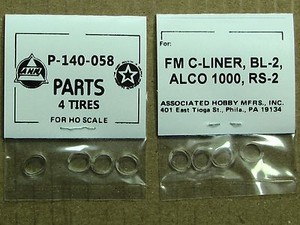 AHM
P-140-058
PARTS
4 TIRES
FOR HO SCALE
For:
FM C-LINER, BL-2,
ALCO 1000, RS-2
ASSOCIATED HOBBY MFRS., INC.
401 East Tioga St., Phila., PA 19134